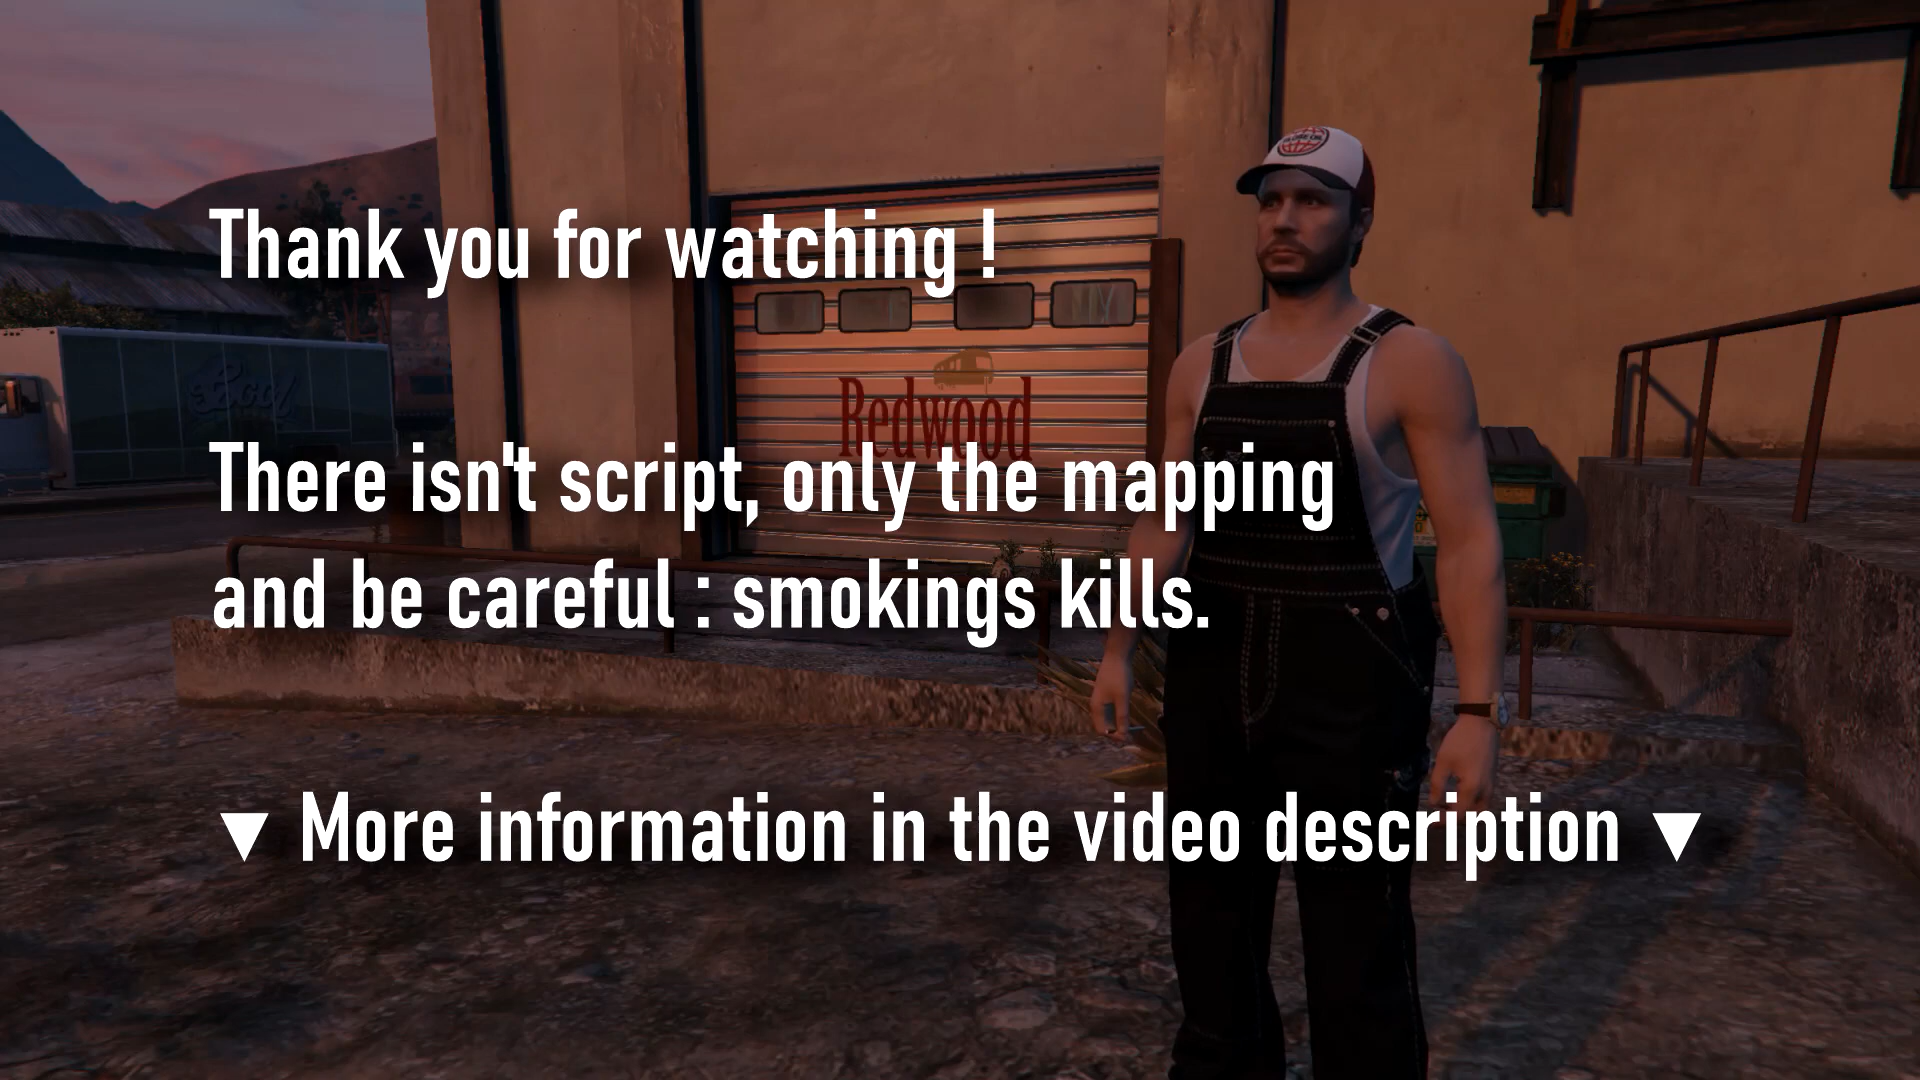 Thank you for watching !
Redwood
There isn't script, only the mapping
and be careful : smokings kills.
▼ More information in the video description ▼